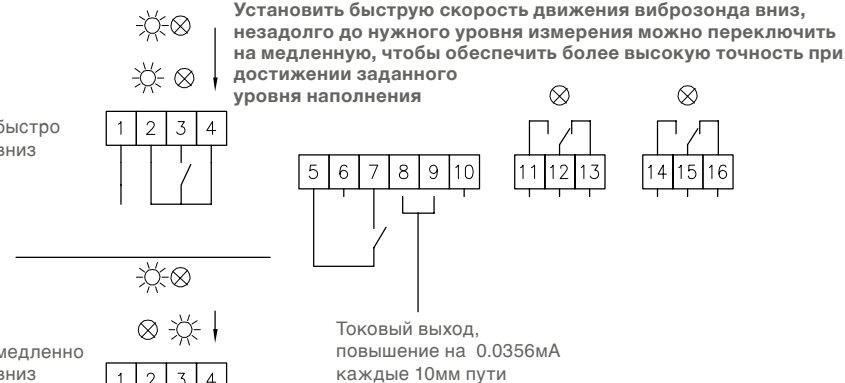 Установить быструю скорость движения виброзонда вниз,
незадолго до нужного уровня измерения можно переключить
на медленную, чтобы обеспечить более высокую точность при
достижении заданного
уровня наполнения
быстро
вниз
1 2 3 4
5 6 7 8 9 10
11 12 13
14 15 16
медленно
вниз
1 2 3 4
Токовый выход,
повышение на 0.0356мА
каждые 10мм пути